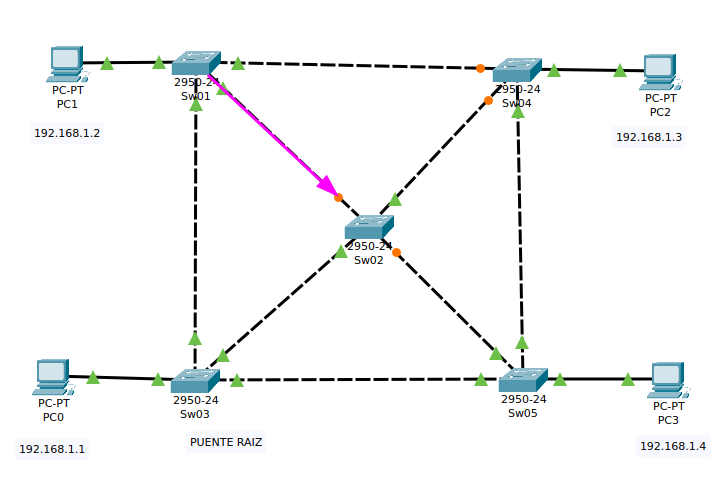 PC-PT
PC1
192.168.1.2
2950-24
Sw01
2950-24
Sw04
PC-PT
PC2
192.168.1.3
2950-24
Sw02
PC-PT
PC0
192.168.1.1
2950-24
Sw03
PUENTE RAIZ
2950-24
Sw05
PC-PT
PC3
192.168.1.4